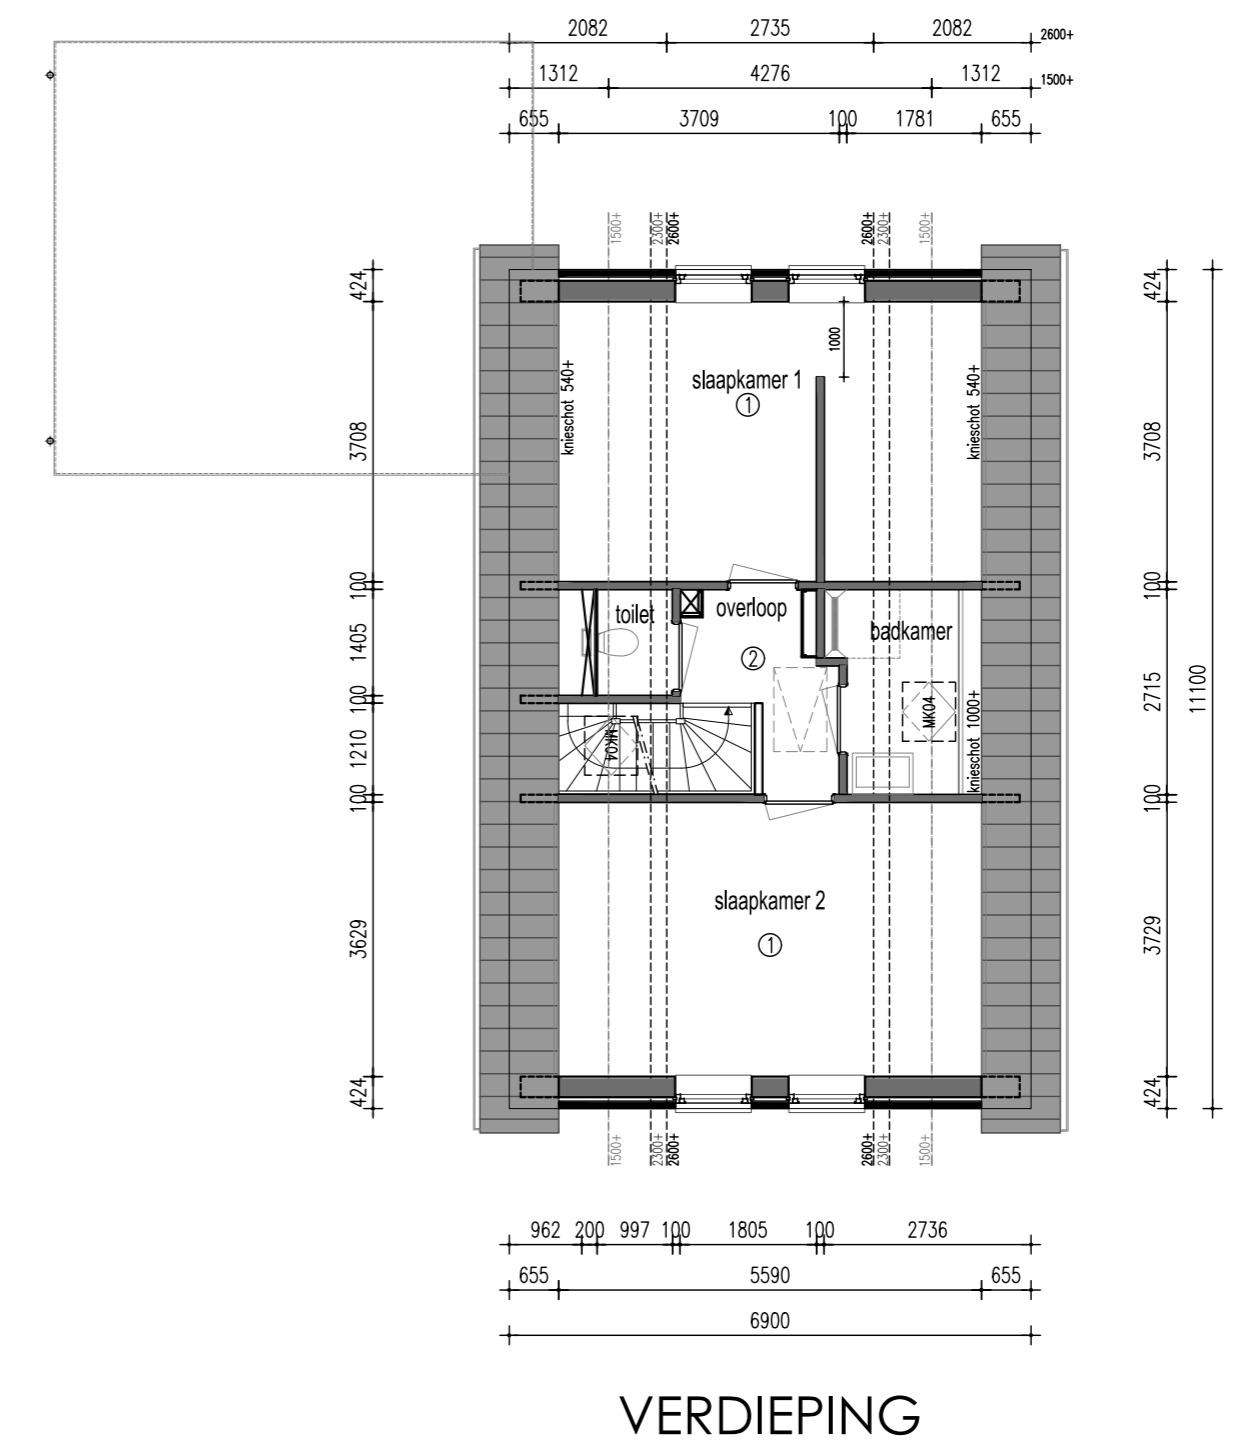 2082 2735 2082 2600+
1312 4276 1312 1500+
655 3709 100 1781 655
1500+ 2300+ 2600+ 2600+ 2300+ 1500+
424 424
1000
knieschot 540+ slaapkamer 1 knieschot 540+
1
3708 3708
11100
100 100
toilet overloop badkamer
1405 2
2715
100
MK04 MK04 knieschot 1000+
1210
100 100
slaapkamer 2
1
3629 3729
424 424
1500+ 2300+ 2600+ 2600+ 2300+ 1500+
962 200 997 100 1805 100 2736
655 5590 655
6900
VERDIEPING